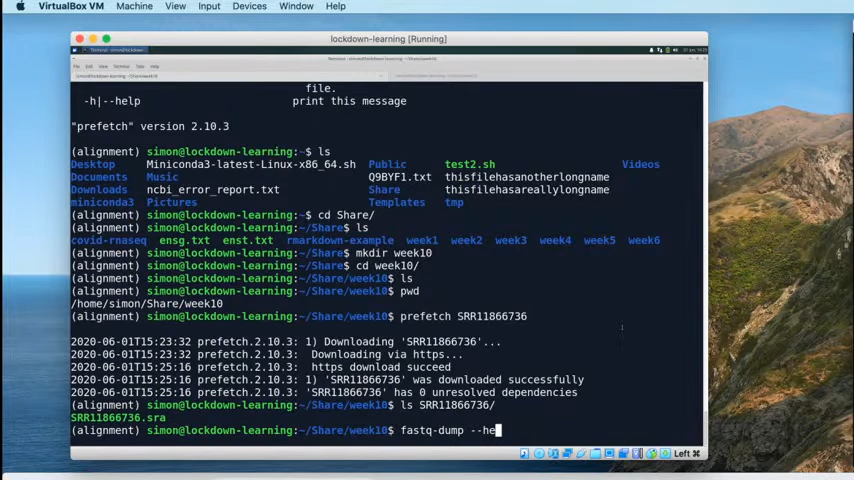 VirtualBox VM Machine View Input Devices Window Help
lockdown-learning [Running]
file.
-h|--help print this message
"prefetch" version 2.10.3
(alignment) simon@lockdown-learning:~$ ls
Desktop Miniconda3-latest-Linux-x86_64.sh Public test2.sh Videos
Documents Music Q9BYF1.txt thisfilehasanotherlongname
Downloads ncbi_error_report.txt Share thisfilehasareallylongname
miniconda3 Pictures Templates tmp
(alignment) simon@lockdown-learning:~$ cd Share/
(alignment) simon@lockdown-learning:~/Share$ ls
covid-rnaseq ensg.txt enst.txt rmarkdown-example week1 week2 week3 week4 week5 week6
(alignment) simon@lockdown-learning:~/Share$ mkdir week10
(alignment) simon@lockdown-learning:~/Share$ cd week10/
(alignment) simon@lockdown-learning:~/Share/week10$ ls
(alignment) simon@lockdown-learning:~/Share/week10$ pwd
/home/simon/Share/week10
(alignment) simon@lockdown-learning:~/Share/week10$ prefetch SRR11866736
2020-06-01T15:23:32 prefetch.2.10.3: 1) Downloading 'SRR11866736'...
2020-06-01T15:23:32 prefetch.2.10.3: Downloading via https...
2020-06-01T15:25:16 prefetch.2.10.3: https download succeed
2020-06-01T15:25:16 prefetch.2.10.3: 1) 'SRR11866736' was downloaded successfully
2020-06-01T15:25:16 prefetch.2.10.3: 'SRR11866736' has 0 unresolved dependencies
(alignment) simon@lockdown-learning:~/Share/week10$ ls SRR11866736/
SRR11866736.sra
(alignment) simon@lockdown-learning:~/Share/week10$ fastq-dump --he
Left ⌘